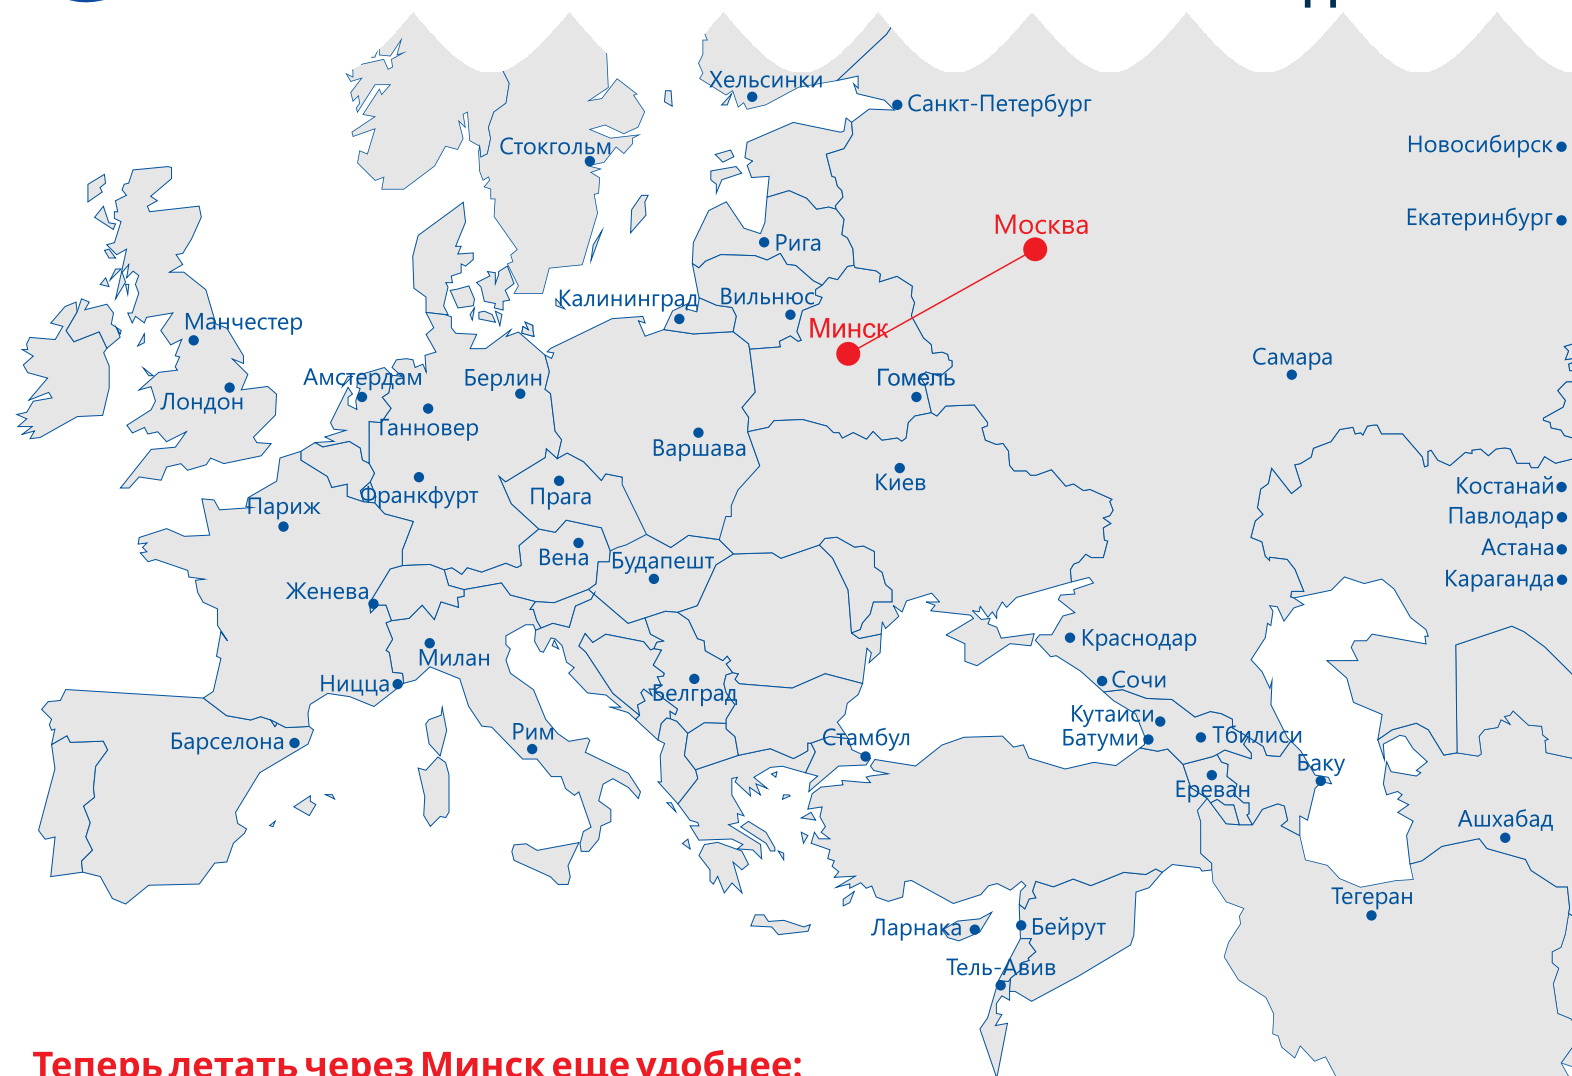 Хельсинки
Санкт-Петербург
Стокгольм
Новосибирск
Екатеринбург
Москва
Рига
Калининград
Вильнюс
Манчестер
Минск
Самара
Амстердам
Берлин
Гомель
Лондон
Ганновер
Варшава
Киев
Франкфурт
Прага
Костанай
Париж
Павлодар
Вена
Будапешт
Астана
Караганда
Женева
Краснодар
Милан
Ницца
Белград
Сочи
Кутаиси
Барселона
Рим
Стамбул
Батуми
Тбилиси
Баку
Ереван
Ашхабад
Тегеран
Ларнака
Бейрут
Тель-Авив
Теперь летать через Минск еще удобнее: